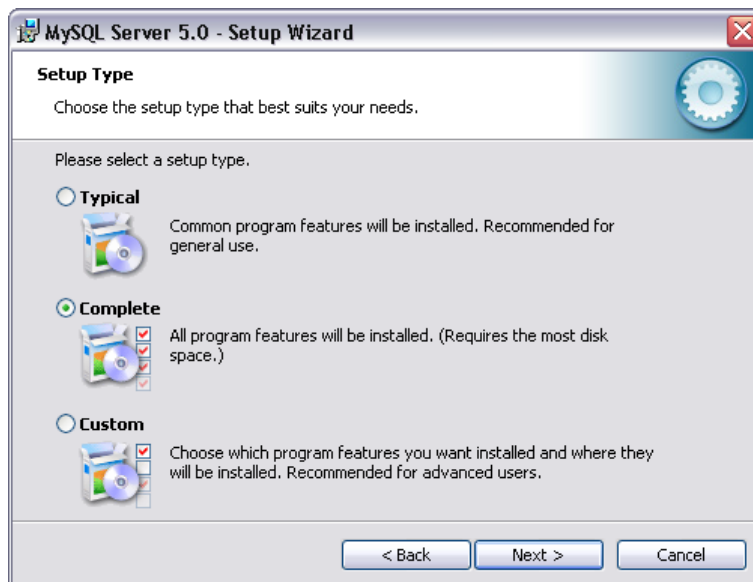 MySQL Server 5.0 - Setup Wizard
Setup Type
Choose the setup type that best suits your needs.
Please select a setup type.
Typical
Common program features will be installed. Recommended for
general use.
Complete
All program features will be installed. (Requires the most disk
space.)
Custom
Choose which program features you want installed and where they
will be installed. Recommended for advanced users.
< Back
Next >
Cancel